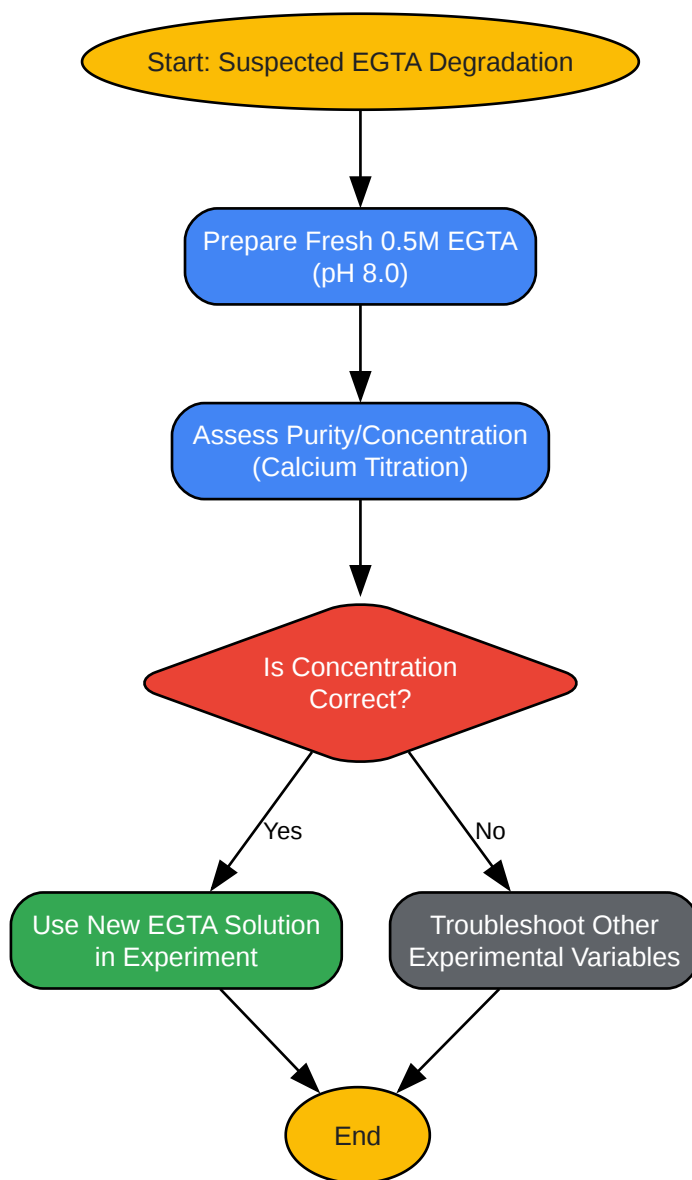 Start: Suspected EGTA Degradation
Prepare Fresh 0.5M EGTA
(pH 8.0)
Assess Purity/Concentration
(Calcium Titration)
Is Concentration
Correct?
Yes
No
Use New EGTA Solution
in Experiment
Troubleshoot Other
Experimental Variables
End